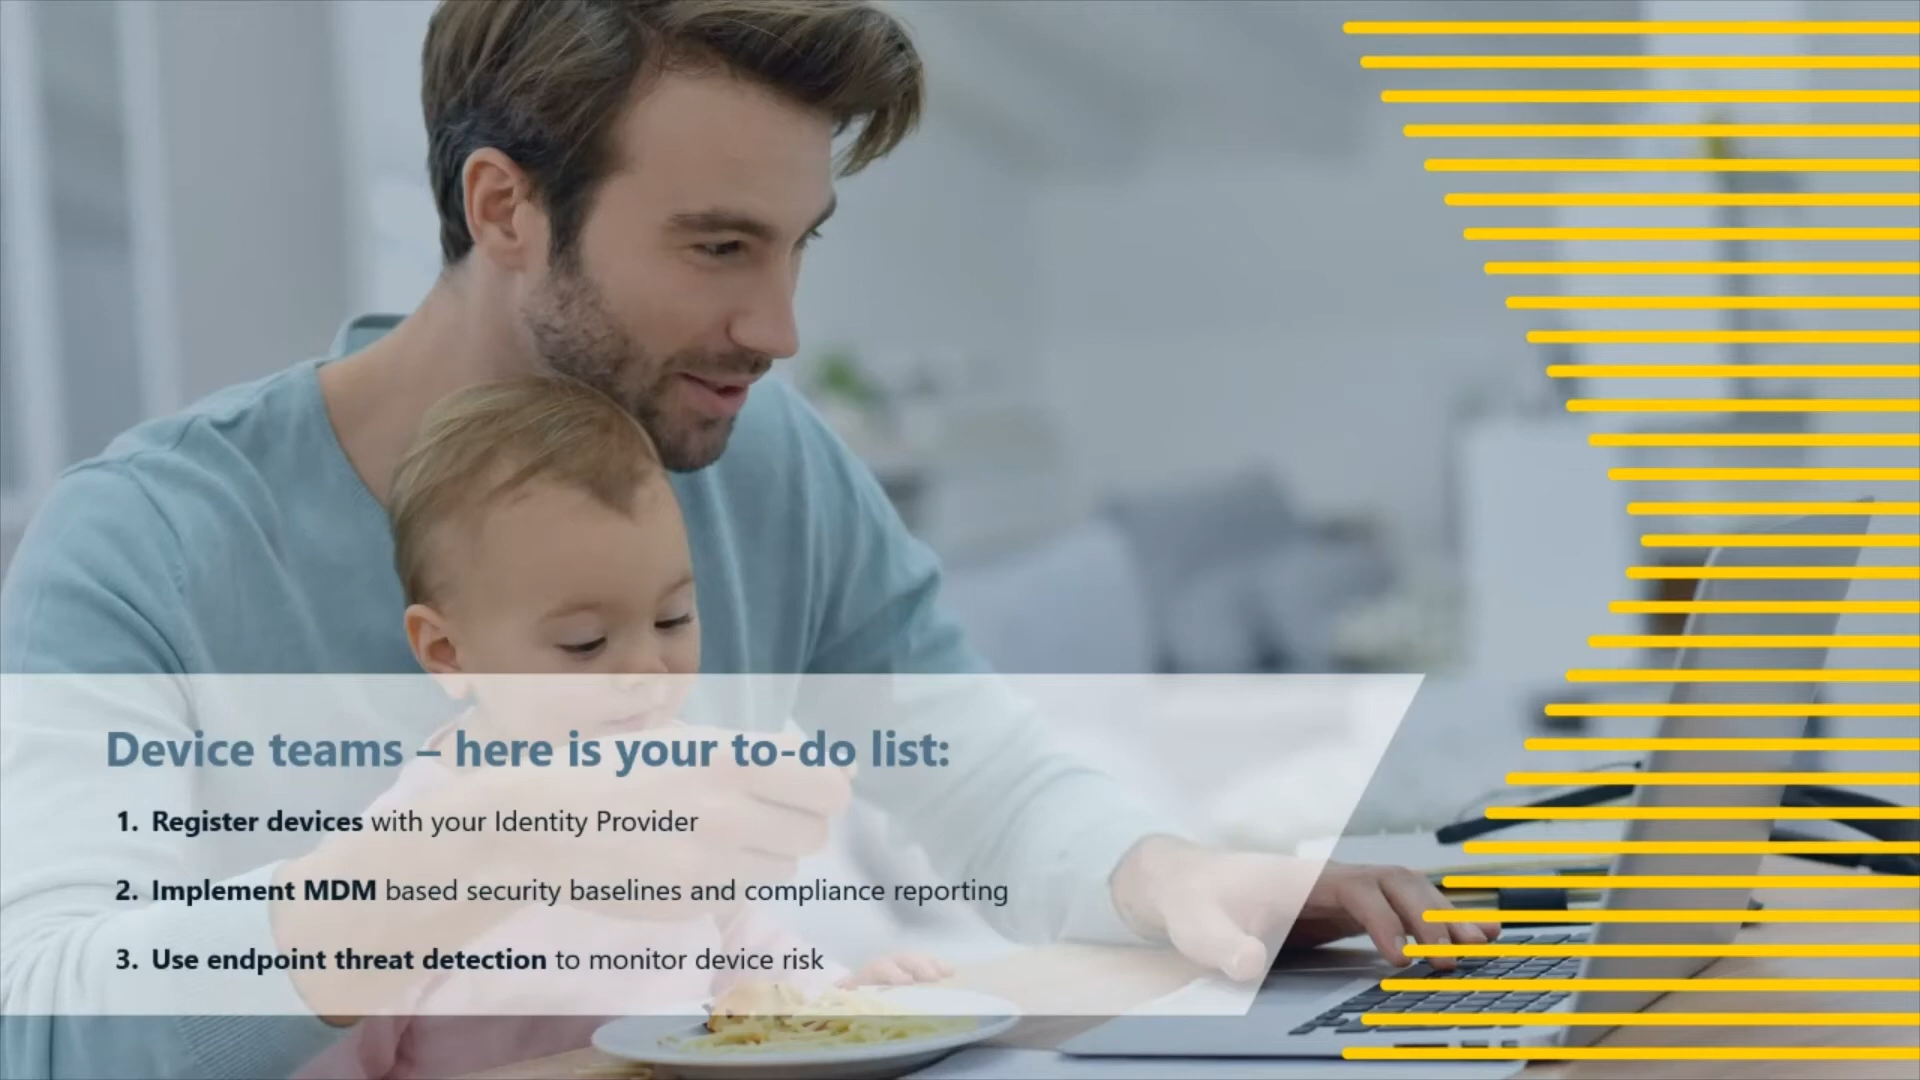 Device teams – here is your to-do list:
1. Register devices with your Identity Provider
2. Implement MDM based security baselines and compliance reporting
3. Use endpoint threat detection to monitor device risk